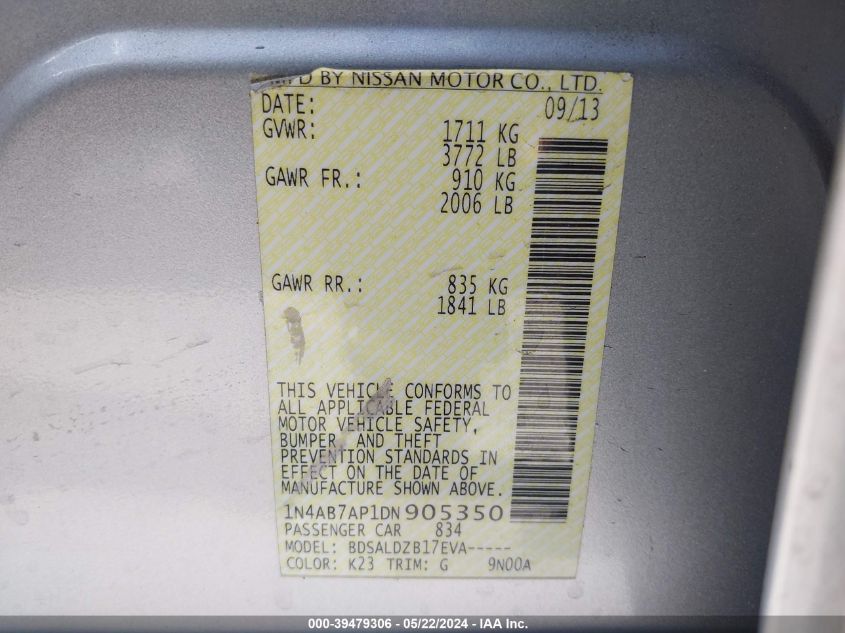 MFD BY NISSAN MOTOR CO., LTD.
DATE: 09/13
GVWR: 1711 KG
3772 LB
GAWR FR.: 910 KG
2006 LB
GAWR RR.: 835 KG
1841 LB
THIS VEHICLE CONFORMS TO
ALL APPLICABLE FEDERAL
MOTOR VEHICLE SAFETY,
BUMPER, AND THEFT
PREVENTION STANDARDS IN
EFFECT ON THE DATE OF
MANUFACTURE SHOWN ABOVE.
1N4AB7AP1DN905350
PASSENGER CAR 834
MODEL: BDSALDZB17EVA-----
COLOR: K23 TRIM: G 9N00A
000-39479306 - 05/22/2024 - IAA Inc.